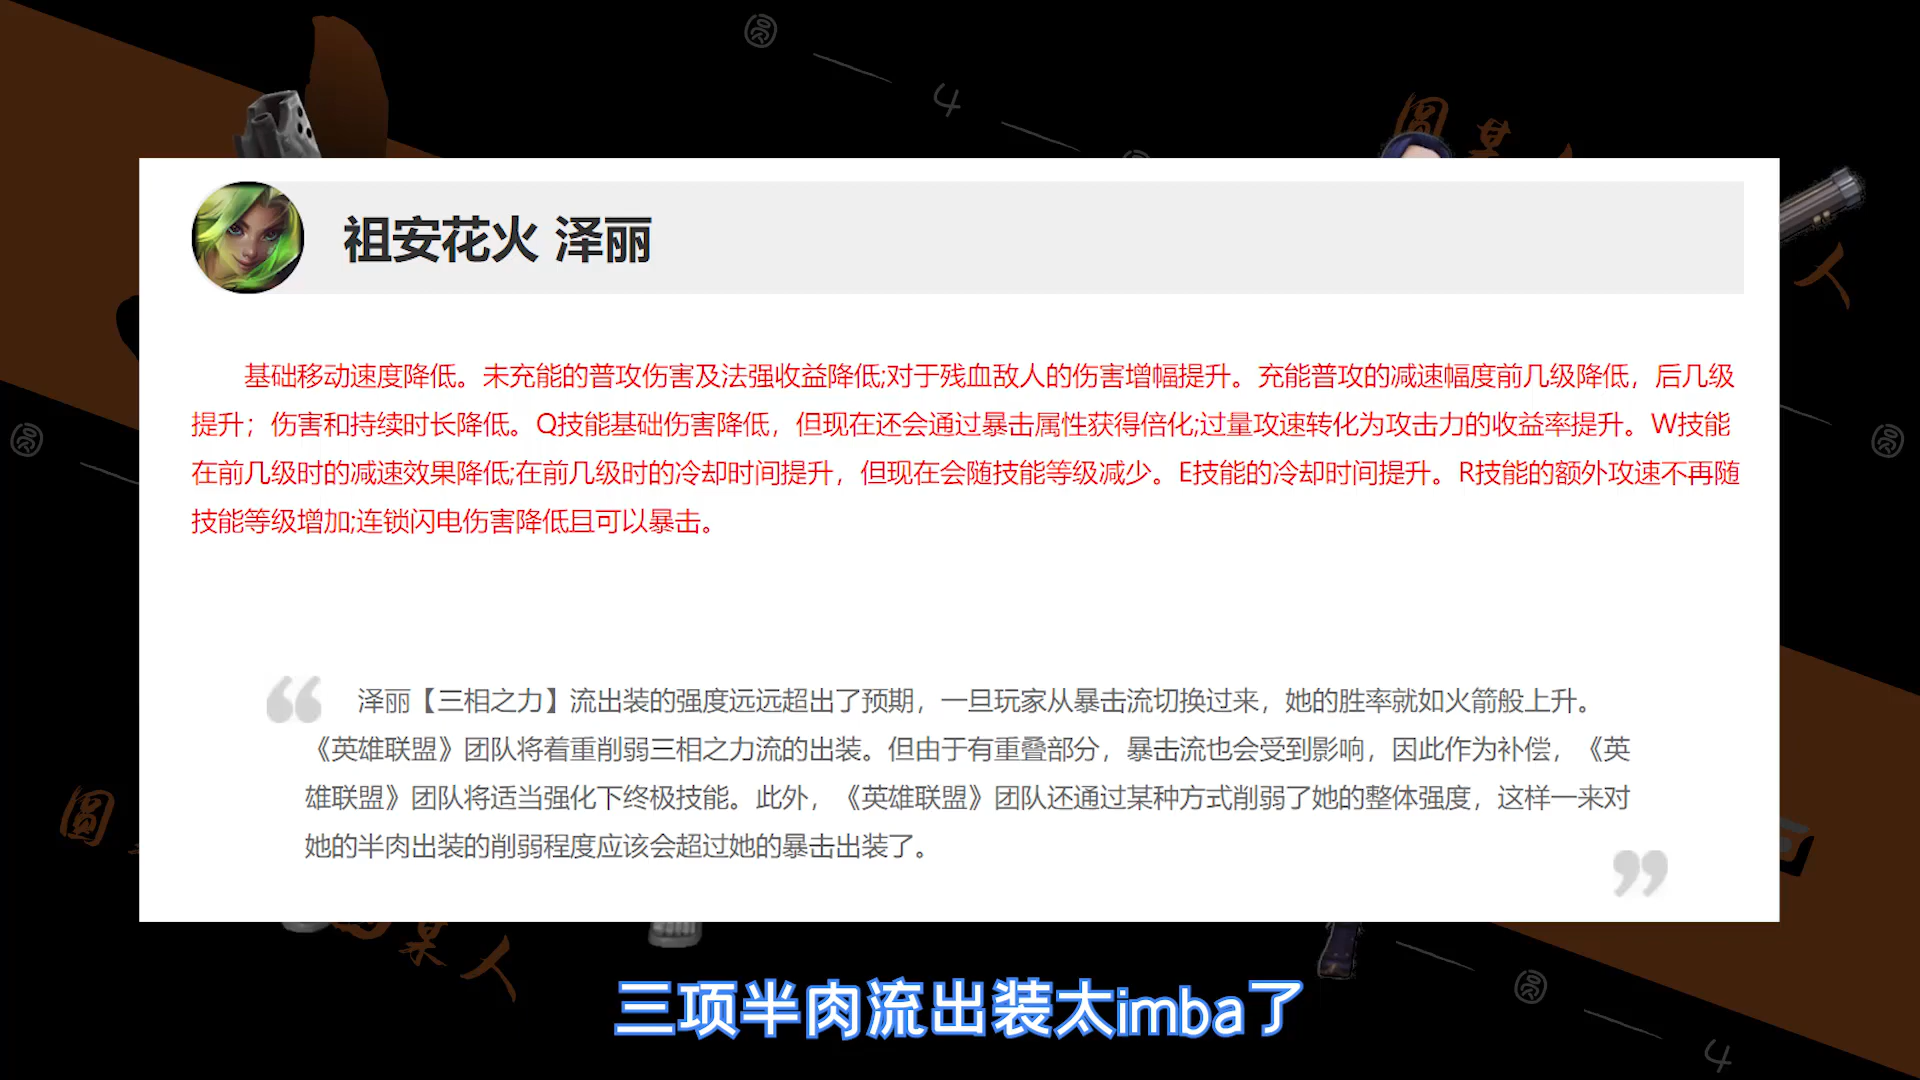 圆
4
圆某人
祖安花火 泽丽
基础移动速度降低。未充能的普攻伤害及法强收益降低;对于残血敌人的伤害增幅提升。充能普攻的减速幅度前几级降低，后几级
提升；伤害和持续时长降低。Q技能基础伤害降低，但现在还会通过暴击属性获得倍化;过量攻速转化为攻击力的收益率提升。W技能
在前几级时的减速效果降低;在前几级时的冷却时间提升，但现在会随技能等级减少。E技能的冷却时间提升。R技能的额外攻速不再随
技能等级增加;连锁闪电伤害降低且可以暴击。
圆
圆
“ 泽丽【三相之力】流出装的强度远远超出了预期，一旦玩家从暴击流切换过来，她的胜率就如火箭般上升。
《英雄联盟》团队将着重削弱三相之力流的出装。但由于有重叠部分，暴击流也会受到影响，因此作为补偿，《英
雄联盟》团队将适当强化下终极技能。此外，《英雄联盟》团队还通过某种方式削弱了她的整体强度，这样一来对
她的半肉出装的削弱程度应该会超过她的暴击出装了。 ”
圆
某人
圆
4
三项半肉流出装太imba了